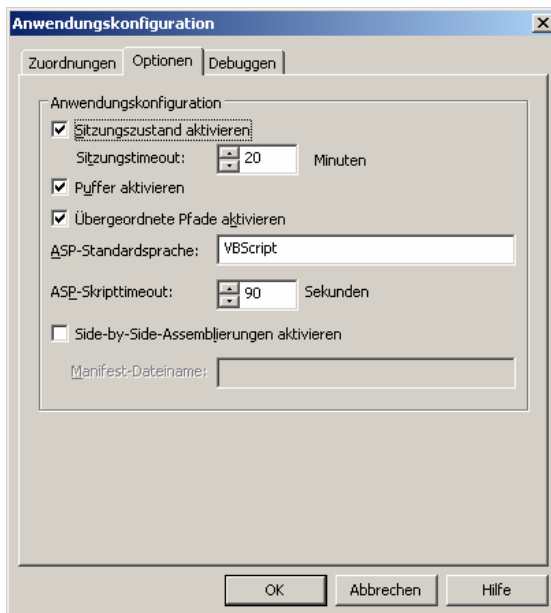 Anwendungskonfiguration
Zuordnungen Optionen Debuggen
Anwendungskonfiguration
Sitzungszustand aktivieren
Sitzungstimeout: 20 Minuten
Puffer aktivieren
Übergeordnete Pfade aktivieren
ASP-Standardsprache: VBScript
ASP-Skripttimeout: 90 Sekunden
Side-by-Side-Assemblierungen aktivieren
Manifest-Dateiname:
OK Abbrechen Hilfe